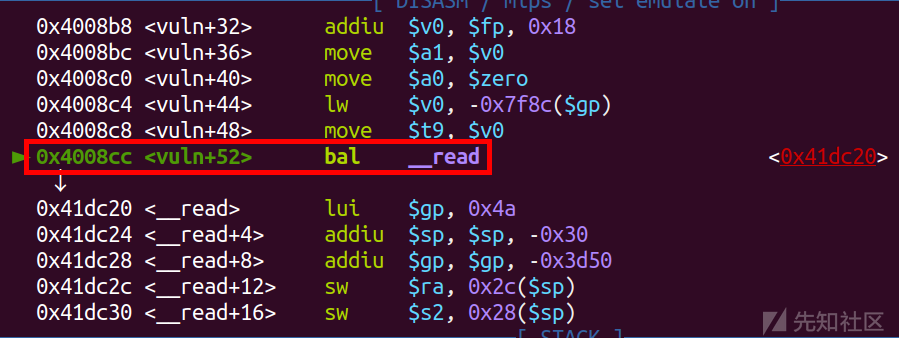 [ DISASM / mips / set emulate on ]
0x4008b8 <vuln+32> addiu $v0, $fp, 0x18
0x4008bc <vuln+36> move $a1, $v0
0x4008c0 <vuln+40> move $a0, $zero
0x4008c4 <vuln+44> lw $v0, -0x7f8c($gp)
0x4008c8 <vuln+48> move $t9, $v0
► 0x4008cc <vuln+52> bal __read <0x41dc20>
↓
0x41dc20 <__read> lui $gp, 0x4a
0x41dc24 <__read+4> addiu $sp, $sp, -0x30
0x41dc28 <__read+8> addiu $gp, $gp, -0x3d50
0x41dc2c <__read+12> sw $ra, 0x2c($sp)
0x41dc30 <__read+16> sw $s2, 0x28($sp)
[ STACK ]
先知社区